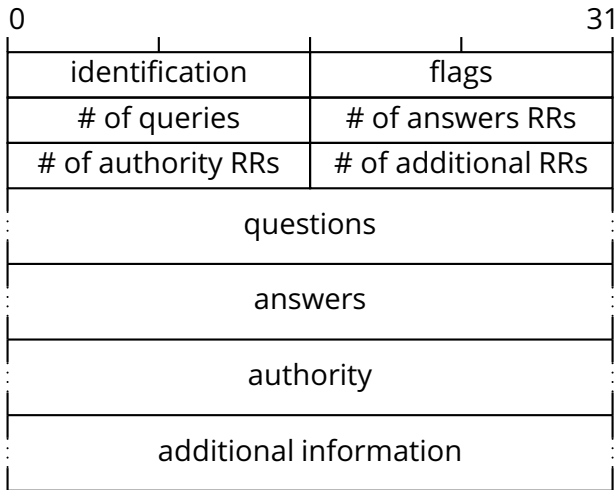 0 31
identification flags
# of queries # of answers RRs
# of authority RRs # of additional RRs
questions
answers
authority
additional information